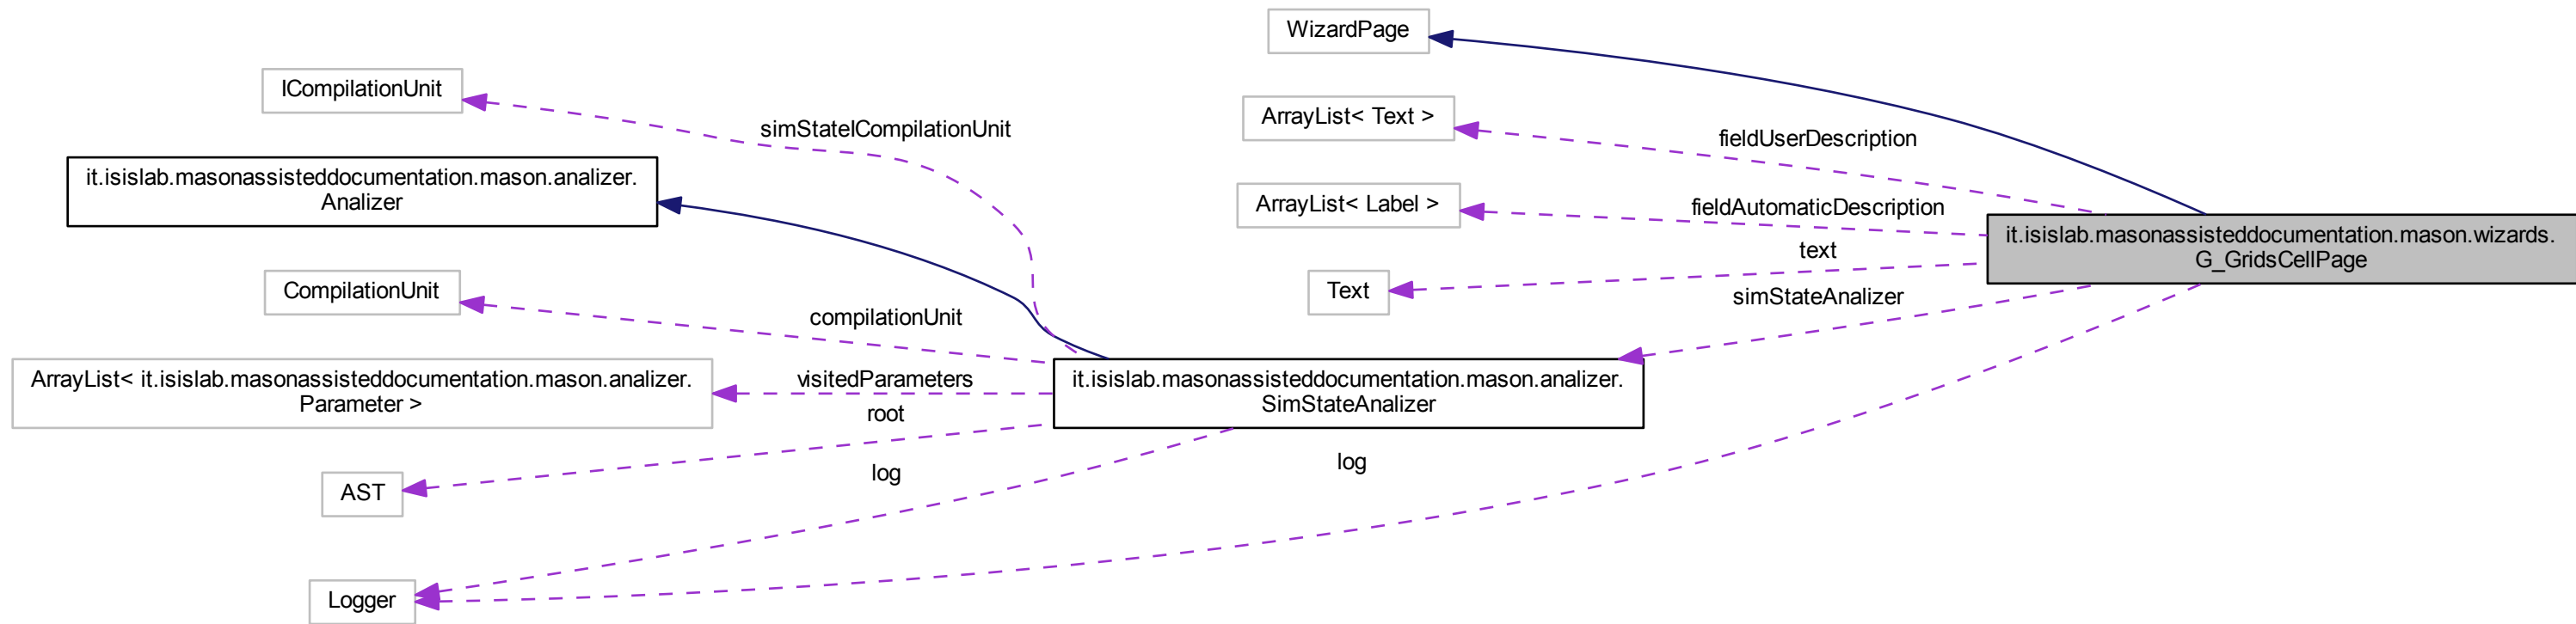 WizardPage
ICompilationUnit
ArrayList< Text >
simStateICompilationUnit
fieldUserDescription
it.isislab.masonassisteddocumentation.mason.analizer.
Analizer
ArrayList< Label >
fieldAutomaticDescription
it.isislab.masonassisteddocumentation.mason.wizards.
G_GridsCellPage
text
CompilationUnit
Text
simStateAnalizer
compilationUnit
ArrayList< it.isislab.masonassisteddocumentation.mason.analizer.
Parameter >
visitedParameters
it.isislab.masonassisteddocumentation.mason.analizer.
SimStateAnalizer
root
log
log
AST
Logger